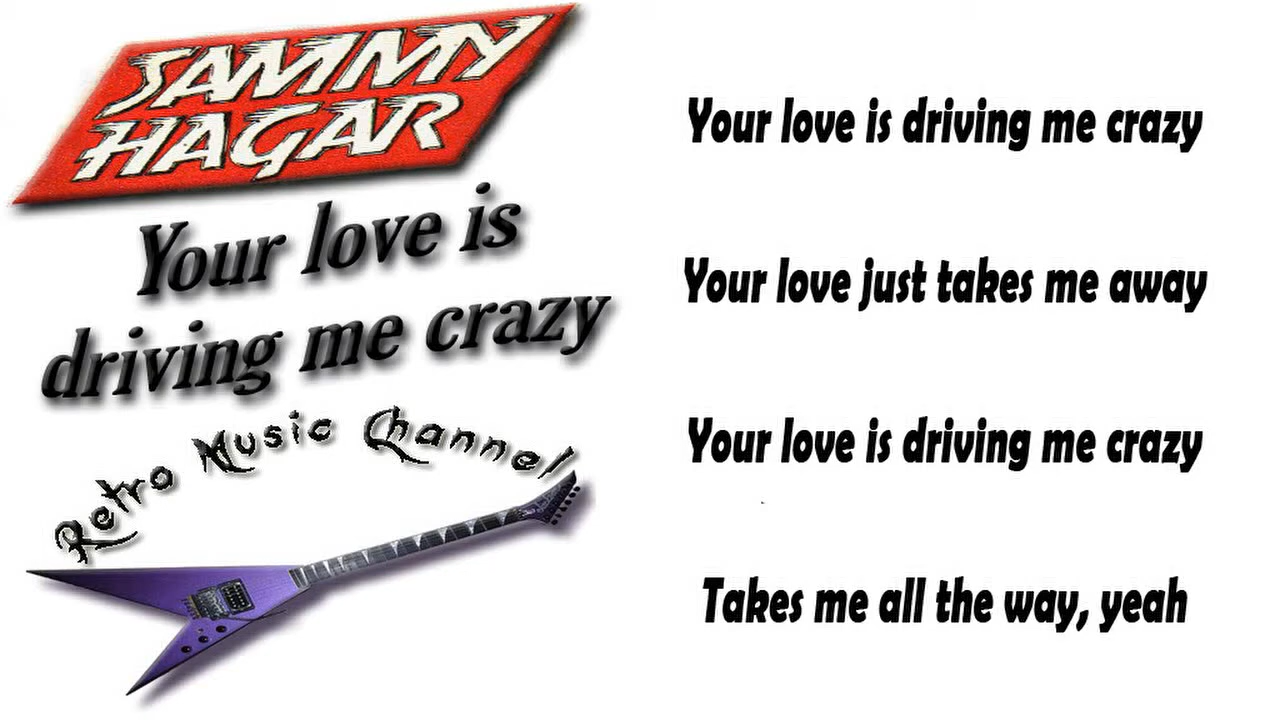 SAMMY
HAGAR
Your love is
driving me crazy
Retro Music Channel
Your love is driving me crazy
Your love just takes me away
Your love is driving me crazy
Takes me all the way, yeah